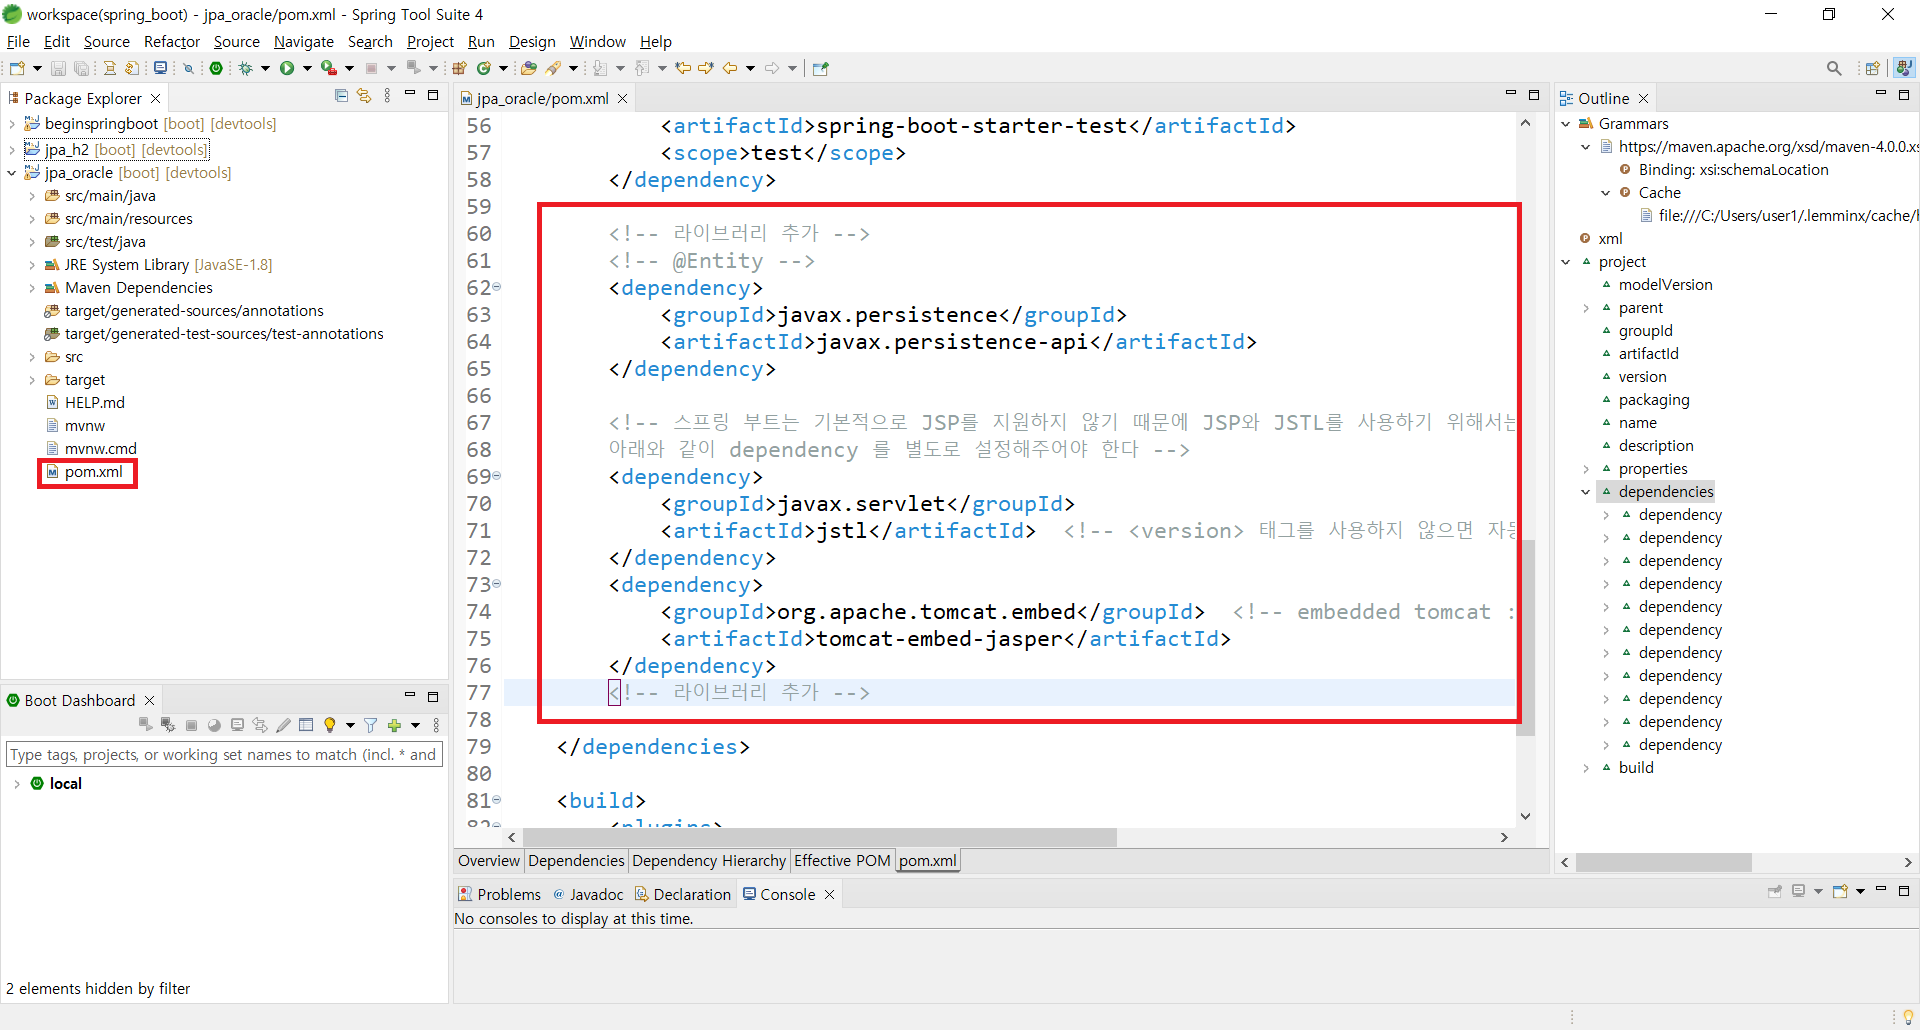 workspace(spring_boot) - jpa_oracle/pom.xml - Spring Tool Suite 4
File Edit Source Refactor Source Navigate Search Project Run Design Window Help
Package Explorer
beginspringboot [boot] [devtools]
jpa_h2 [boot] [devtools]
jpa_oracle [boot] [devtools]
src/main/java
src/main/resources
src/test/java
JRE System Library [JavaSE-1.8]
Maven Dependencies
target/generated-sources/annotations
target/generated-test-sources/test-annotations
src
target
HELP.md
mvnw
mvnw.cmd
pom.xml
Boot Dashboard
Type tags, projects, or working set names to match (incl. * and
local
2 elements hidden by filter
jpa_oracle/pom.xml
56 <artifactId>spring-boot-starter-test</artifactId>
57 <scope>test</scope>
58 </dependency>
59
60 <!-- 라이브러리 추가 -->
61 <!-- @Entity -->
62 <dependency>
63 <groupId>javax.persistence</groupId>
64 <artifactId>javax.persistence-api</artifactId>
65 </dependency>
66
67 <!-- 스프링 부트는 기본적으로 JSP를 지원하지 않기 때문에 JSP와 JSTL를 사용하기 위해서는
68 아래와 같이 dependency 를 별도로 설정해주어야 한다 -->
69 <dependency>
70 <groupId>javax.servlet</groupId>
71 <artifactId>jstl</artifactId> <!-- <version> 태그를 사용하지 않으면 자동
72 </dependency>
73 <dependency>
74 <groupId>org.apache.tomcat.embed</groupId> <!-- embedded tomcat :
75 <artifactId>tomcat-embed-jasper</artifactId>
76 </dependency>
77 <!-- 라이브러리 추가 -->
78
79 </dependencies>
80
81 <build>
82 <plugins>
Overview Dependencies Dependency Hierarchy Effective POM pom.xml
Problems Javadoc Declaration Console
No consoles to display at this time.
Outline
Grammars
https://maven.apache.org/xsd/maven-4.0.0.xs
Binding: xsi:schemaLocation
Cache
file:///C:/Users/user1/.lemminx/cache/h
xml
project
modelVersion
parent
groupId
artifactId
version
packaging
name
description
properties
dependencies
dependency
dependency
dependency
dependency
dependency
dependency
dependency
dependency
dependency
dependency
dependency
build